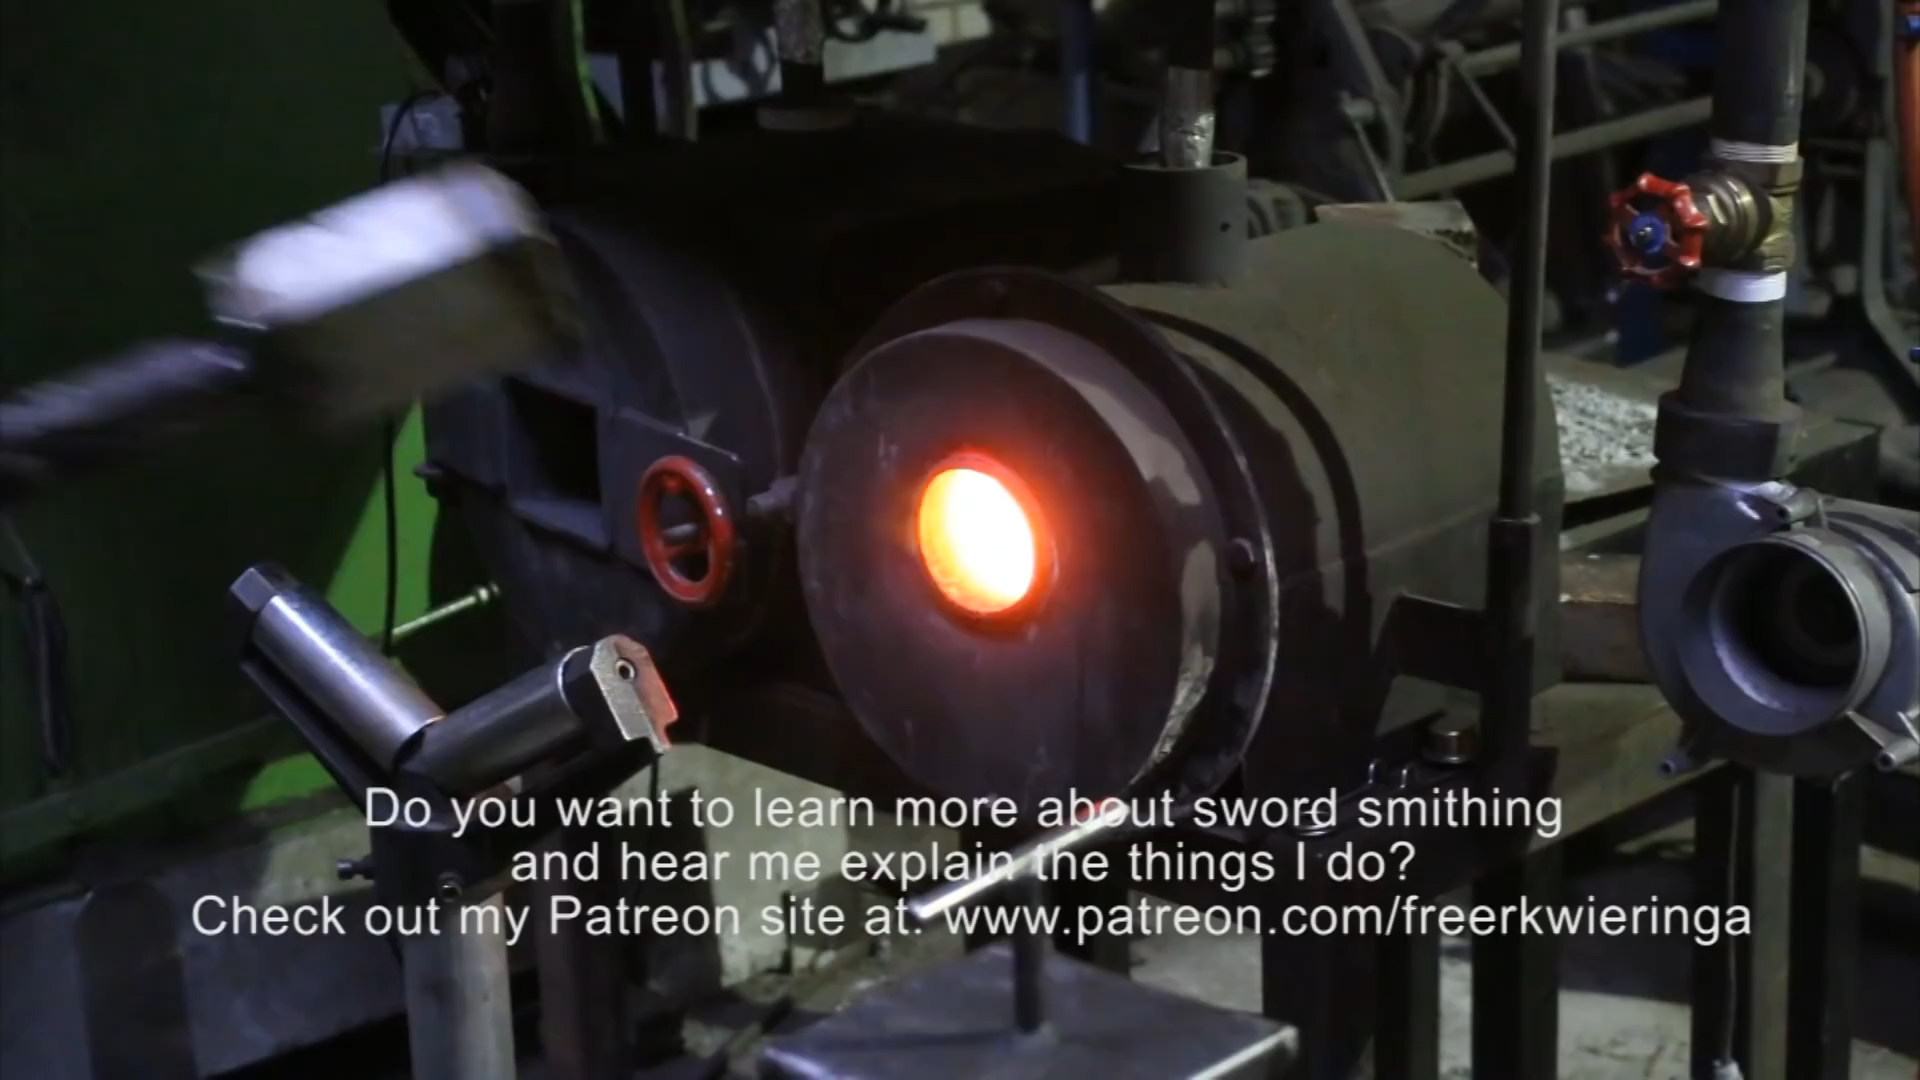 Do you want to learn more about sword smithing
and hear me explain the things I do?
Check out my Patreon site at: www.patreon.com/freerkwieringa